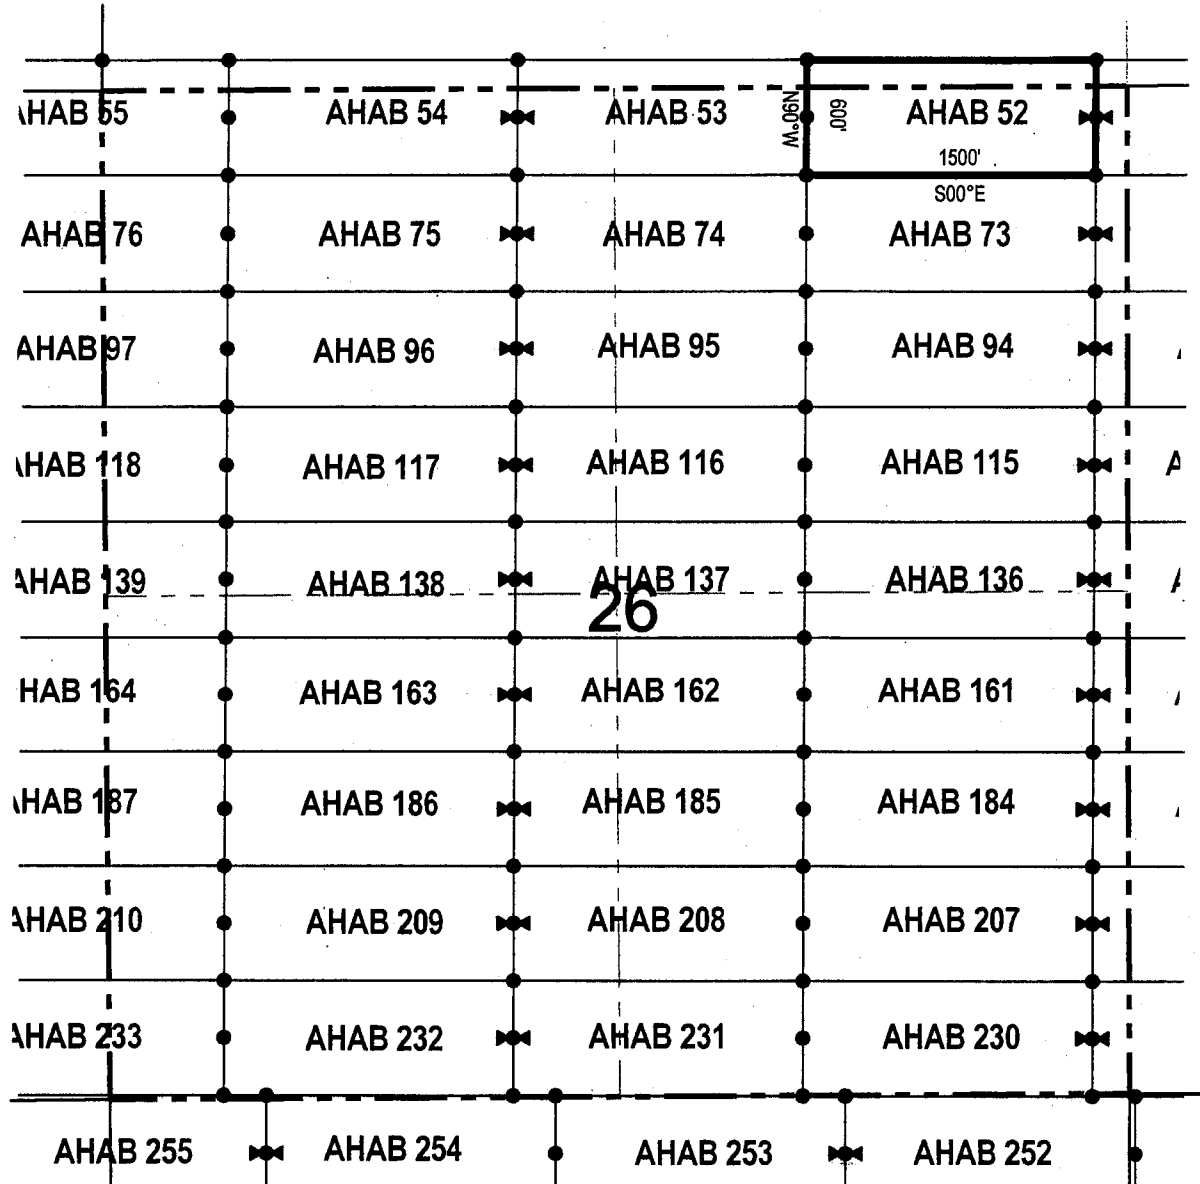 AHAB 55 AHAB 54 AHAB 53 N90°W 600' AHAB 52
1500'
S00°E
AHAB 76 AHAB 75 AHAB 74 AHAB 73
AHAB 97 AHAB 96 AHAB 95 AHAB 94
AHAB 118 AHAB 117 AHAB 116 AHAB 115 A
AHAB 139 AHAB 138 AHAB 137 AHAB 136
26
HAB 164 AHAB 163 AHAB 162 AHAB 161
AHAB 187 AHAB 186 AHAB 185 AHAB 184
AHAB 210 AHAB 209 AHAB 208 AHAB 207
AHAB 233 AHAB 232 AHAB 231 AHAB 230
AHAB 255 AHAB 254 AHAB 253 AHAB 252